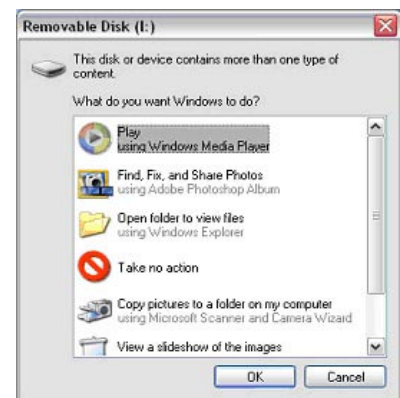 Removable Disk (I:)
This disk or device contains more than one type of
content.
What do you want Windows to do?
Play
using Windows Media Player
Find, Fix, and Share Photos
using Adobe Photoshop Album
Open folder to view files
using Windows Explorer
Take no action
Copy pictures to a folder on my computer
using Microsoft Scanner and Camera Wizard
View a slideshow of the images
OK
Cancel